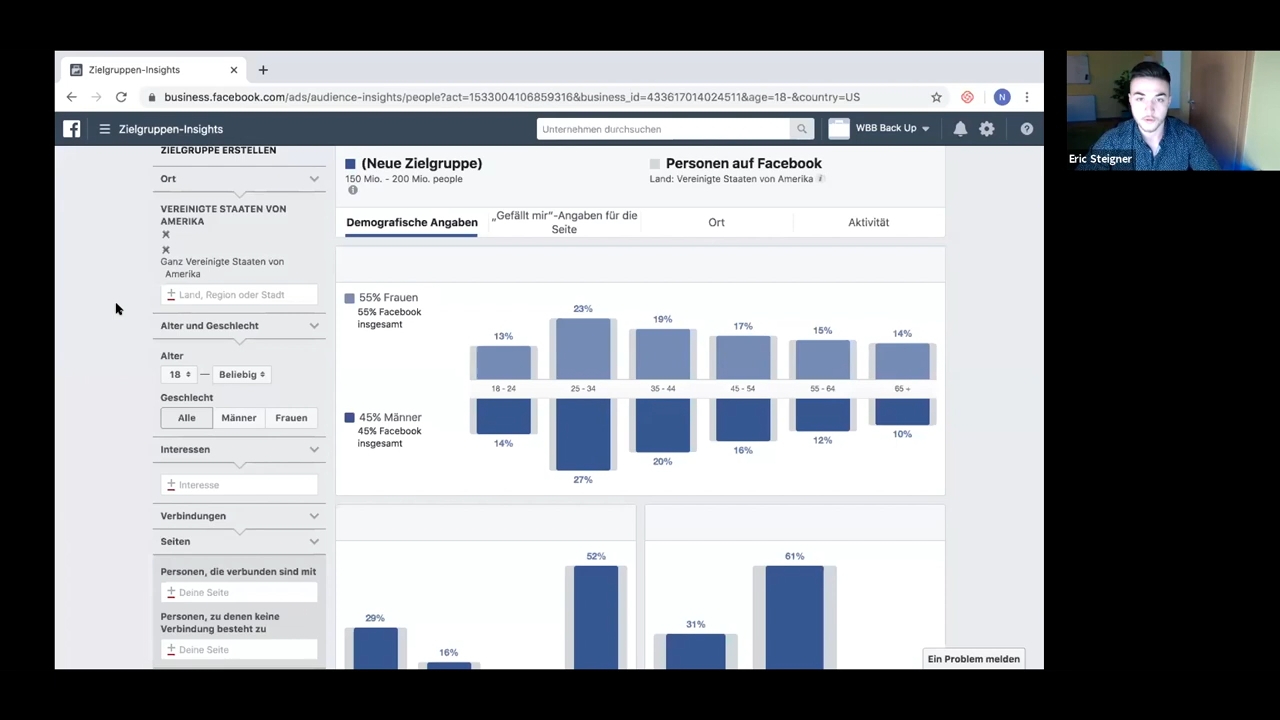 Zielgruppen-Insights
business.facebook.com/ads/audience-insights/people?act=1533004106859316&business_id=433617014024511&age=18-&country=US
N
Zielgruppen-Insights
Unternehmen durchsuchen
WBB Back Up
Eric Steigner
ZIELGRUPPE ERSTELLEN
Ort
VEREINIGTE STAATEN VON
AMERIKA
Ganz Vereinigte Staaten von
Amerika
Land, Region oder Stadt
Alter und Geschlecht
Alter
18 — Beliebig
Geschlecht
Alle Männer Frauen
Interessen
Interesse
Verbindungen
Seiten
Personen, die verbunden sind mit
Deine Seite
Personen, zu denen keine
Verbindung besteht zu
Deine Seite
(Neue Zielgruppe)
150 Mio. - 200 Mio. people
Personen auf Facebook
Land: Vereinigte Staaten von Amerika
Demografische Angaben
„Gefällt mir"-Angaben für die
Seite
Ort
Aktivität
55% Frauen
55% Facebook
insgesamt
13% 23% 19% 17% 15% 14%
18 - 24 25 - 34 35 - 44 45 - 54 55 - 64 65 +
45% Männer
45% Facebook
insgesamt
14% 27% 20% 16% 12% 10%
29% 16% 52%
31% 61%
Ein Problem melden